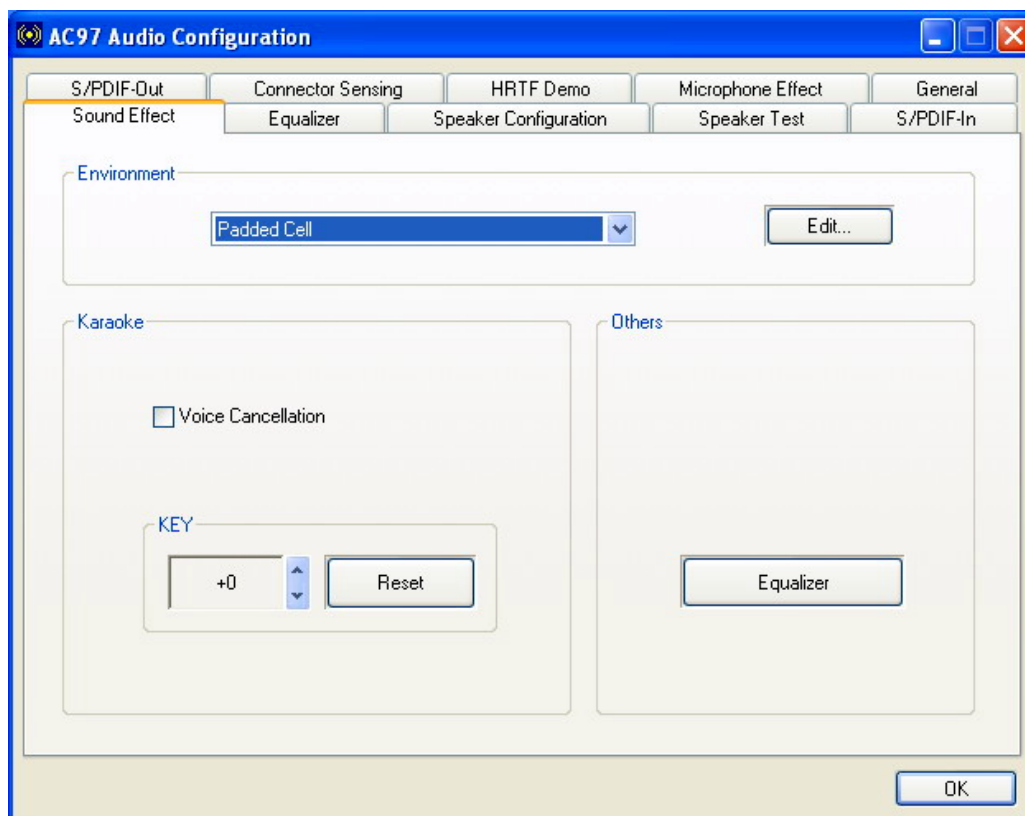 AC97 Audio Configuration
S/PDIF-Out Connector Sensing HRTF Demo Microphone Effect General
Sound Effect Equalizer Speaker Configuration Speaker Test S/PDIF-In
Environment
Padded Cell Edit...
Karaoke Others
Voice Cancellation
KEY
+0 Reset Equalizer
OK